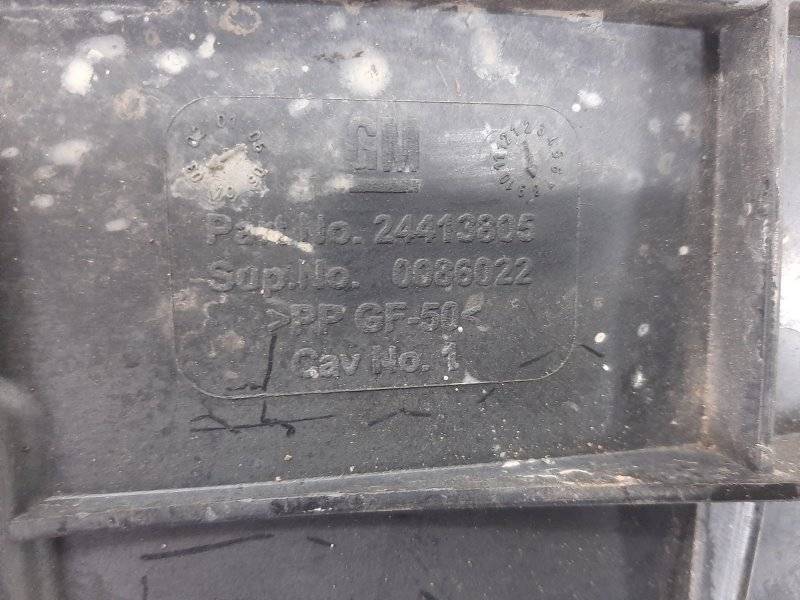 GM
Part No. 24413805
Sup.No. 0086022
>PP GF-50<
Cav No. 1